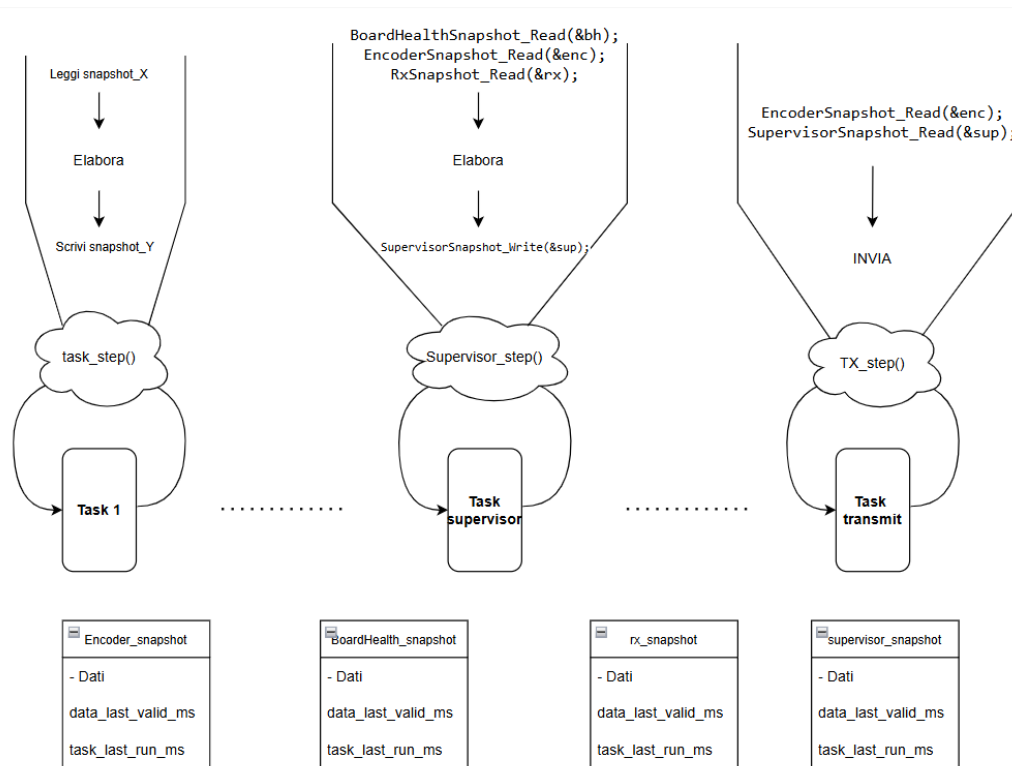 Leggi snapshot_X
Elabora
Scrivi snapshot_Y
task_step()
Task 1
BoardHealthSnapshot_Read(&bh);
EncoderSnapshot_Read(&enc);
RxSnapshot_Read(&rx);
Elabora
SupervisorSnapshot_Write(&sup);
Supervisor_step()
Task
supervisor
EncoderSnapshot_Read(&enc);
SupervisorSnapshot_Read(&sup);
INVIA
TX_step()
Task
transmit
Encoder_snapshot
- Dati
data_last_valid_ms
task_last_run_ms
BoardHealth_snapshot
- Dati
data_last_valid_ms
task_last_run_ms
rx_snapshot
- Dati
data_last_valid_ms
task_last_run_ms
supervisor_snapshot
- Dati
data_last_valid_ms
task_last_run_ms